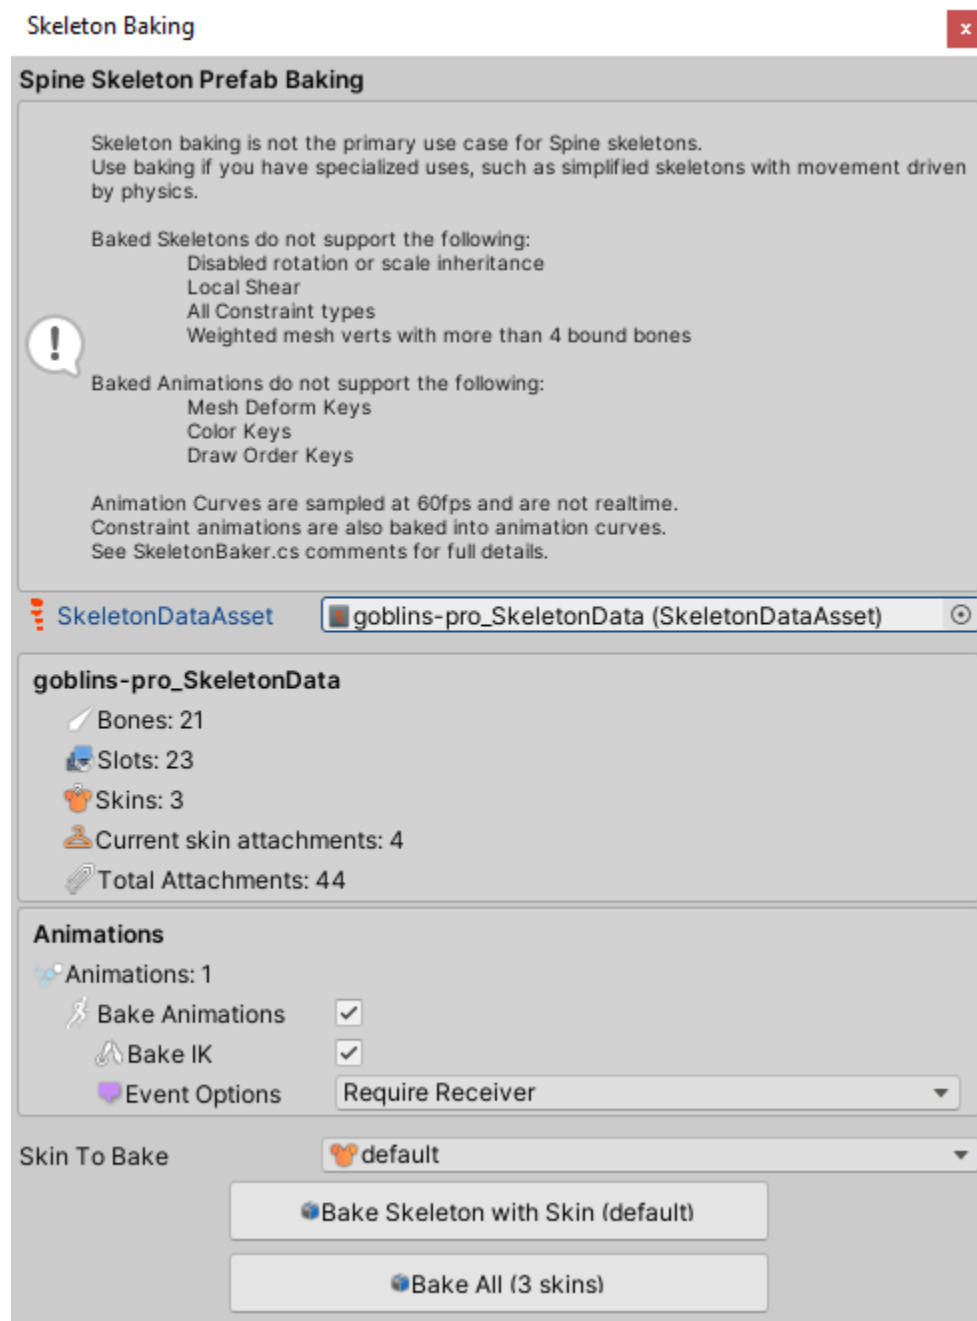 Skeleton Baking
x
Spine Skeleton Prefab Baking
Skeleton baking is not the primary use case for Spine skeletons.
Use baking if you have specialized uses, such as simplified skeletons with movement driven
by physics.
Baked Skeletons do not support the following:
Disabled rotation or scale inheritance
Local Shear
All Constraint types
Weighted mesh verts with more than 4 bound bones
!
Baked Animations do not support the following:
Mesh Deform Keys
Color Keys
Draw Order Keys
Animation Curves are sampled at 60fps and are not realtime.
Constraint animations are also baked into animation curves.
See SkeletonBaker.cs comments for full details.
SkeletonDataAsset goblins-pro_SkeletonData (SkeletonDataAsset)
goblins-pro_SkeletonData
Bones: 21
Slots: 23
Skins: 3
Current skin attachments: 4
Total Attachments: 44
Animations
Animations: 1
Bake Animations
Bake IK
Event Options Require Receiver
Skin To Bake default
Bake Skeleton with Skin (default)
Bake All (3 skins)